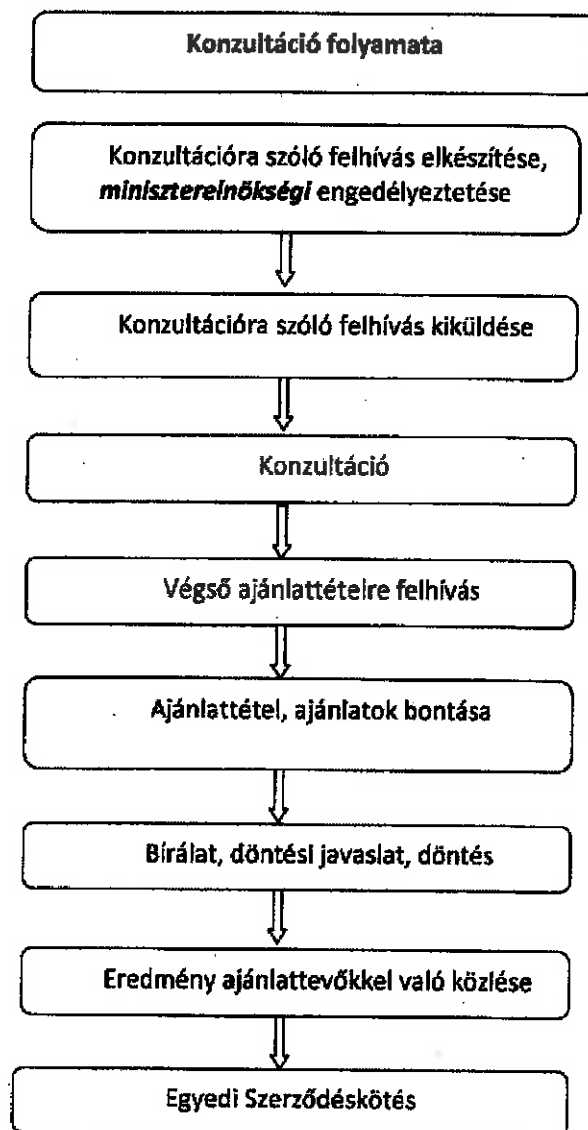 Konzultáció folyamata
Konzultációra szóló felhívás elkészítése,
miniszterelnökségi engedélyeztetése
Konzultációra szóló felhívás kiküldése
Konzultáció
Végső ajánlattételre felhívás
Ajánlattétel, ajánlatok bontása
Bírálat, döntési javaslat, döntés
Eredmény ajánlattevőkkel való közlése
Egyedi Szerződéskötés